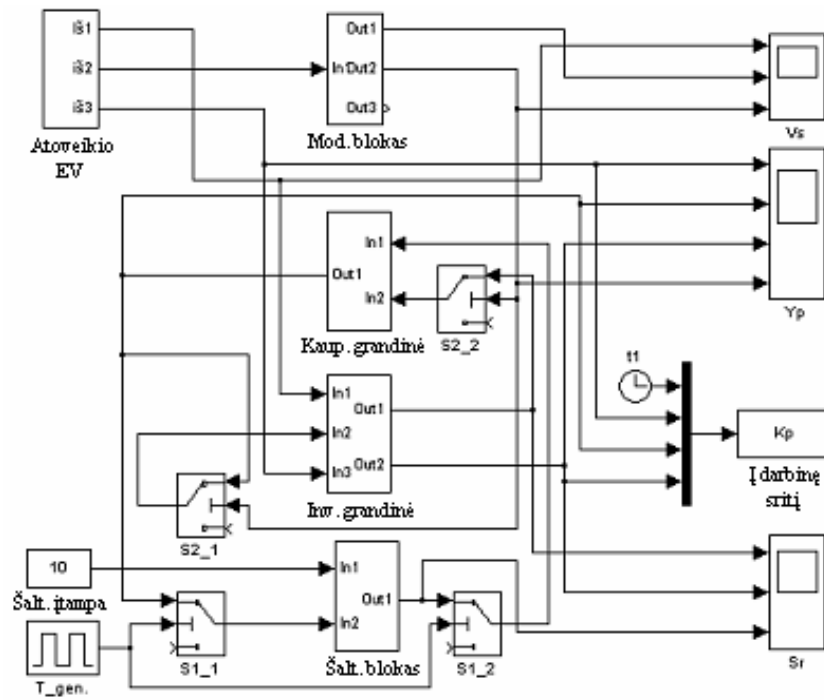 iš1
iš2
iš3
Atoveikio
EV
Out1
In1
Out2
Out3
Mod. blokas
Vs
Yp
In1
Out1
In2
Kaup. grandinė
S2_2
t1
In1
Out1
In2
Out2
In3
Inv. grandinė
Kp
Į darbinę
sritį
S2_1
10
Šalt. įtampa
In1
Out1
In2
Šalt. blokas
S1_1
S1_2
T_gen.
Sr